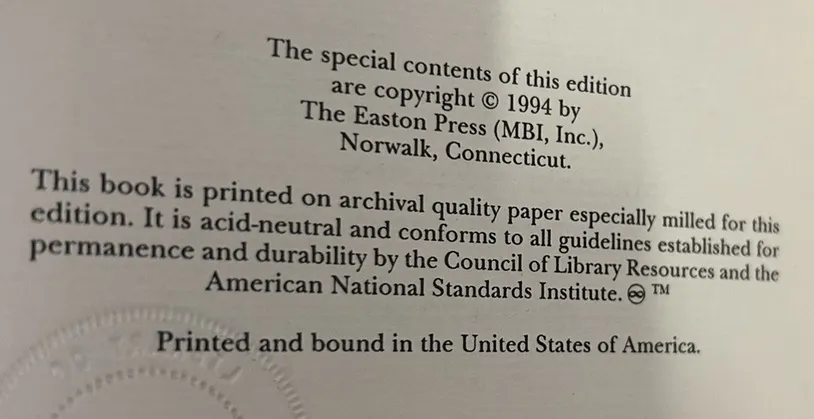 The special contents of this edition
are copyright © 1994 by
The Easton Press (MBI, Inc.),
Norwalk, Connecticut.
This book is printed on archival quality paper especially milled for this
edition. It is acid-neutral and conforms to all guidelines established for
permanence and durability by the Council of Library Resources and the
American National Standards Institute. ♾ ™
Printed and bound in the United States of America.